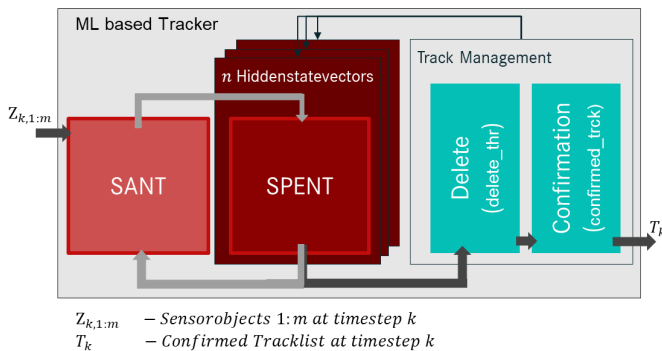 ML based Tracker
Track Management
n Hiddenstatevectors
Z_{k,1:m}
SANT
SPENT
Delete
(delete_thr)
Confirmation
(confirmed_trck)
T_k
Z_{k,1:m} – Sensorobjects 1: m at timestep k
T_k – Confirmed Tracklist at timestep k